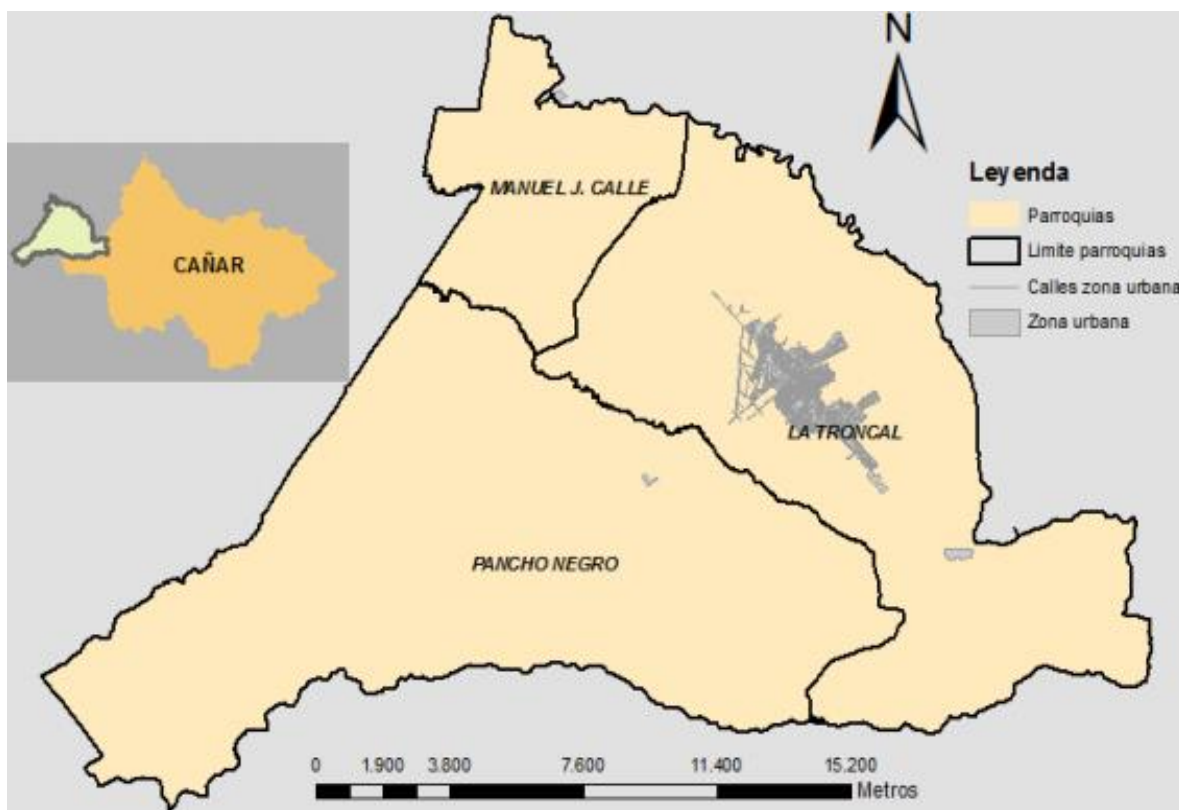 N
MANUEL J. CALLE
CAÑAR
Leyenda
Parroquias
Limite parroquias
Calles zona urbana
Zona urbana
LA TRONCAL
PANCHO NEGRO
0 1.900 3.800 7.600 11.400 15.200
Metros